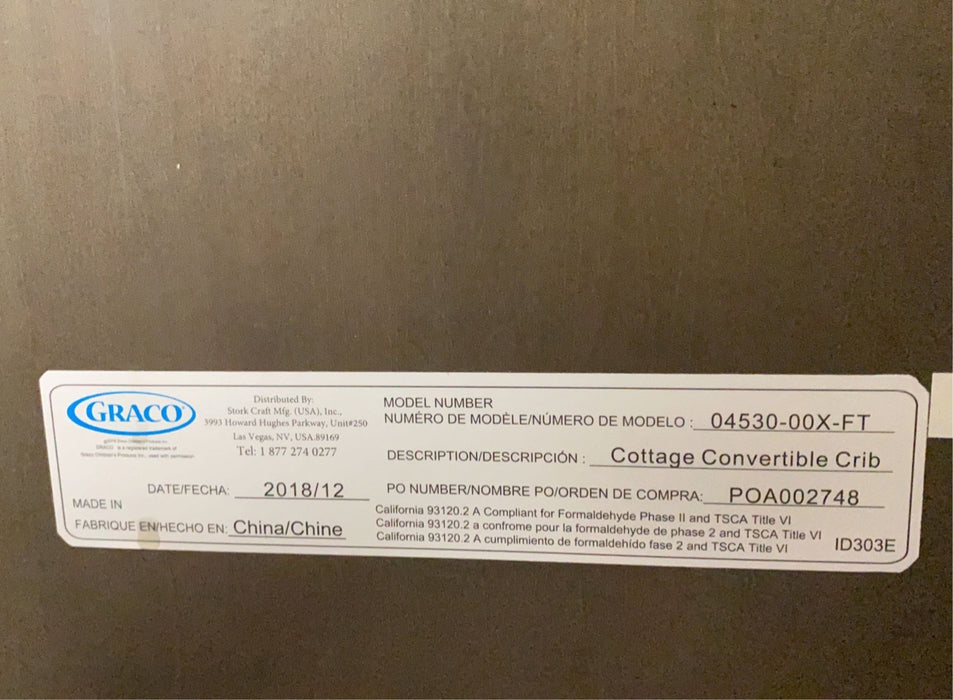 GRACO
Distributed By:
Stork Craft Mfg. (USA), Inc.,
3993 Howard Hughes Parkway, Unit#250
Las Vegas, NV, USA.89169
Tel: 1 877 274 0277
DATE/FECHA: 2018/12
MADE IN
FABRIQUE EN/HECHO EN: China/Chine
MODEL NUMBER
NUMÉRO DE MODÈLE/NÚMERO DE MODELO : 04530-00X-FT
DESCRIPTION/DESCRIPCIÓN : Cottage Convertible Crib
PO NUMBER/NOMBRE PO/ORDEN DE COMPRA: POA002748
California 93120.2 A Compliant for Formaldehyde Phase II and TSCA Title VI
California 93120.2 a confrome pour la formaldehyde de phase 2 and TSCA Title VI
California 93120.2 A cumplimiento de formaldehído fase 2 and TSCA Title VI
ID303E